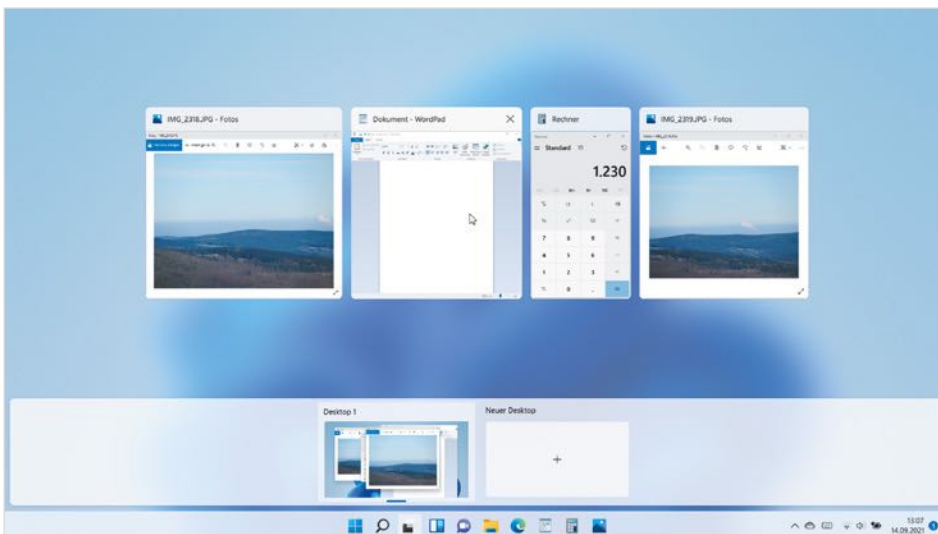 IMG_2318.JPG - Fotos
Dokument - WordPad
Rechner
IMG_2319.JPG - Fotos
Standard
1.230
7 8 9
4 5 6
1 2 3
0
Desktop 1
Neuer Desktop
13:07
14.09.2021